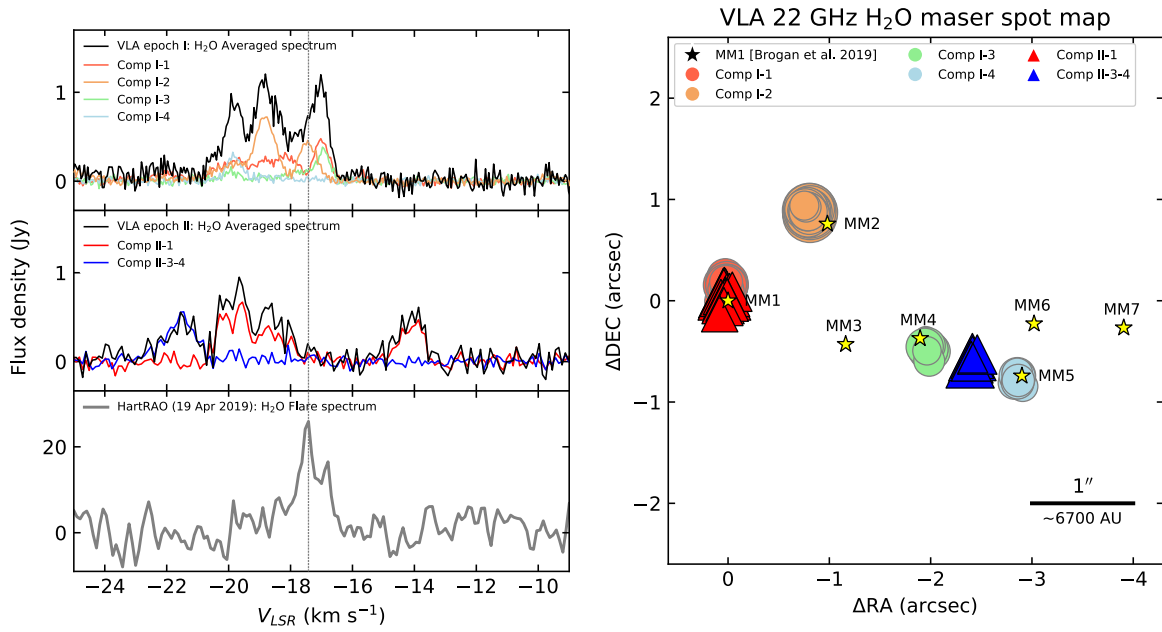 VLA epoch I: H₂O Averaged spectrum
Comp I-1
Comp I-2
Comp I-3
Comp I-4
1
0
VLA epoch II: H₂O Averaged spectrum
Comp II-1
Comp II-3-4
1
0
HartRAO (19 Apr 2019): H₂O Flare spectrum
20
0
Flux density (Jy)
−24 −22 −20 −18 −16 −14 −12 −10
V_LSR (km s⁻¹)
VLA 22 GHz H₂O maser spot map
MM1 [Brogan et al. 2019]
Comp I-1
Comp I-2
Comp I-3
Comp I-4
Comp II-1
Comp II-3-4
2
1
0
−1
−2
ΔDEC (arcsec)
MM2
MM1
MM3
MM4
MM6
MM7
MM5
1″
~6700 AU
0 −1 −2 −3 −4
ΔRA (arcsec)